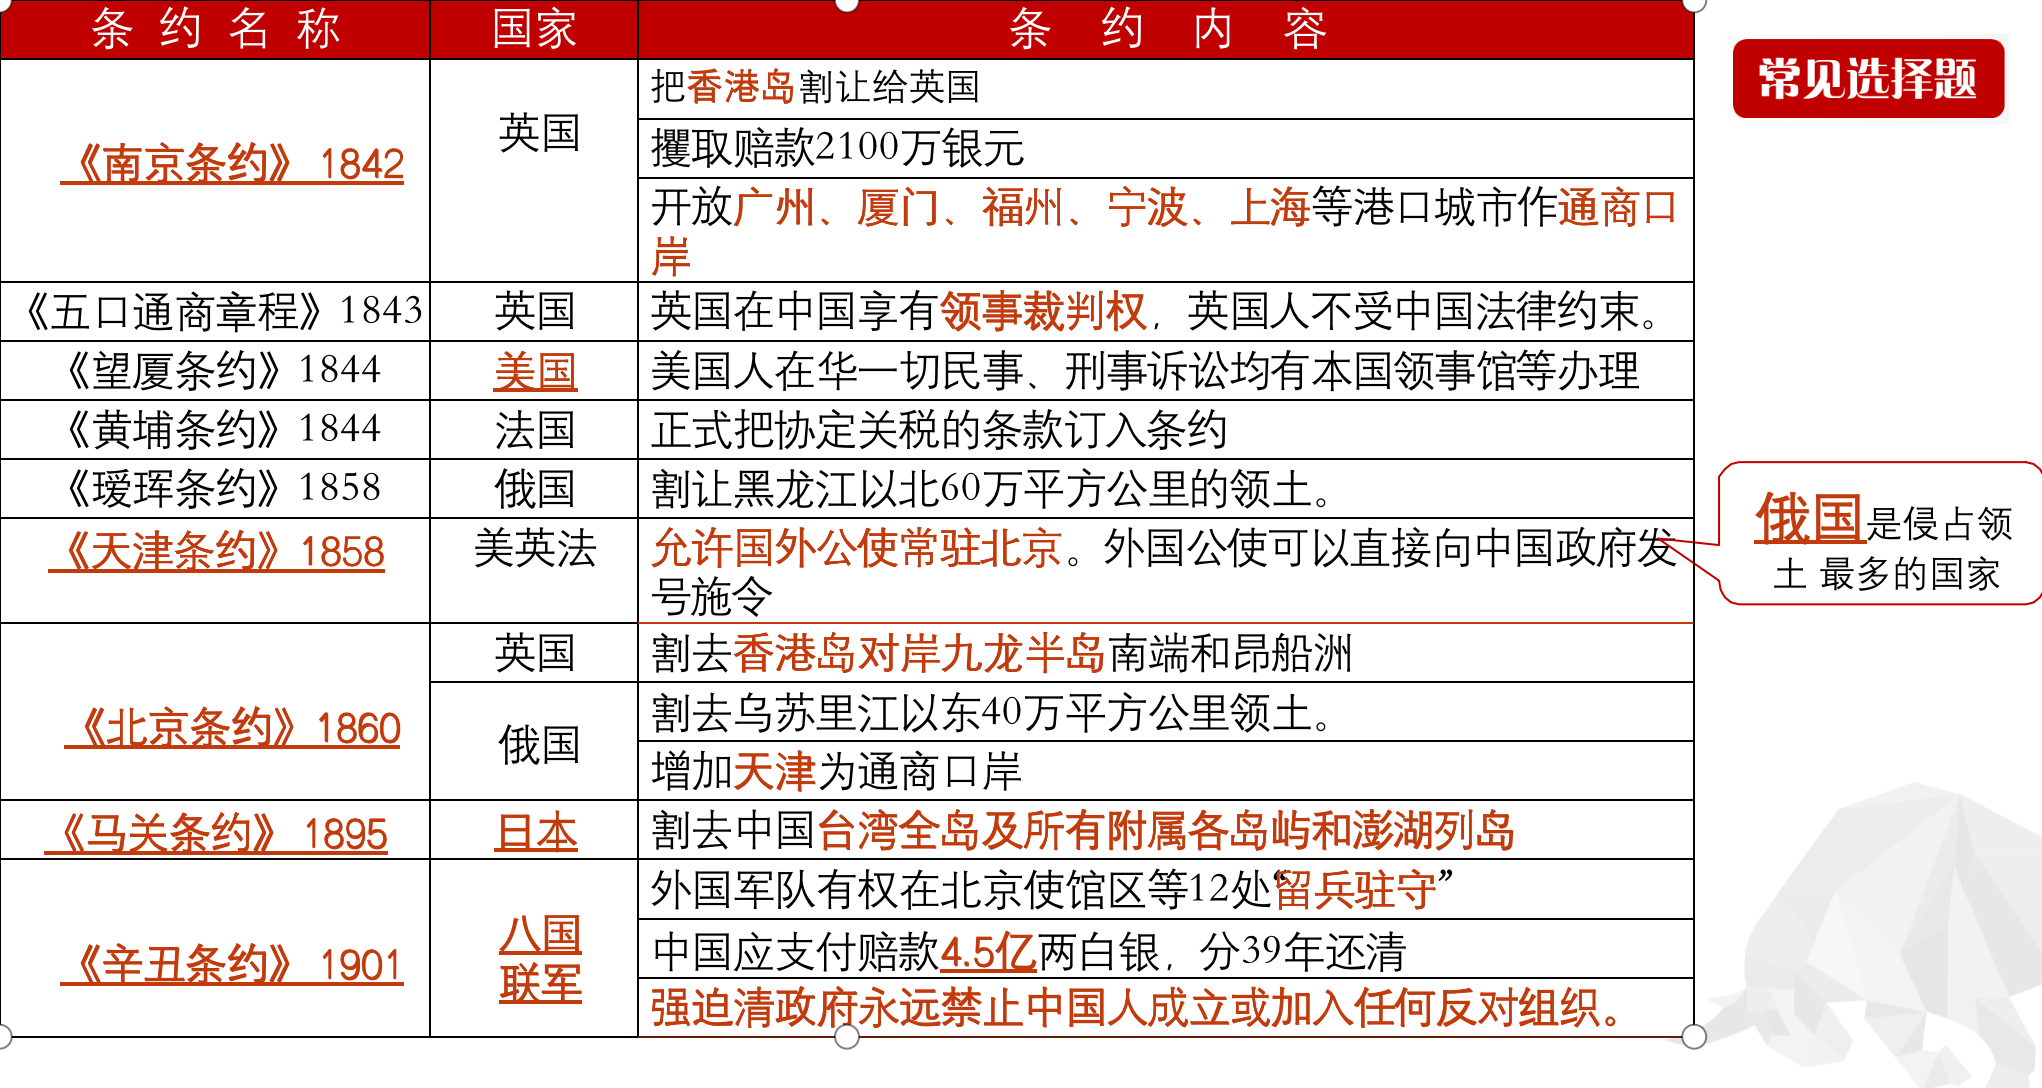 条 约 名 称 国家 条 约 内 容
常见选择题
《南京条约》 1842 英国 把香港岛割让给英国
攫取赔款2100万银元
开放广州、厦门、福州、宁波、上海等港口城市作通商口
岸
《五口通商章程》1843 英国 英国在中国享有领事裁判权，英国人不受中国法律约束。
《望厦条约》1844 美国 美国人在华一切民事、刑事诉讼均有本国领事馆等办理
《黄埔条约》1844 法国 正式把协定关税的条款订入条约
《瑷珲条约》1858 俄国 割让黑龙江以北60万平方公里的领土。
《天津条约》1858 美英法 允许国外公使常驻北京。外国公使可以直接向中国政府发
号施令
俄国是侵占领
土 最多的国家
《北京条约》1860 英国 割去香港岛对岸九龙半岛南端和昂船洲
俄国 割去乌苏里江以东40万平方公里领土。
增加天津为通商口岸
《马关条约》 1895 日本 割去中国台湾全岛及所有附属各岛屿和澎湖列岛
《辛丑条约》 1901 八国
联军
外国军队有权在北京使馆区等12处“留兵驻守”
中国应支付赔款4.5亿两白银，分39年还清
强迫清政府永远禁止中国人成立或加入任何反对组织。